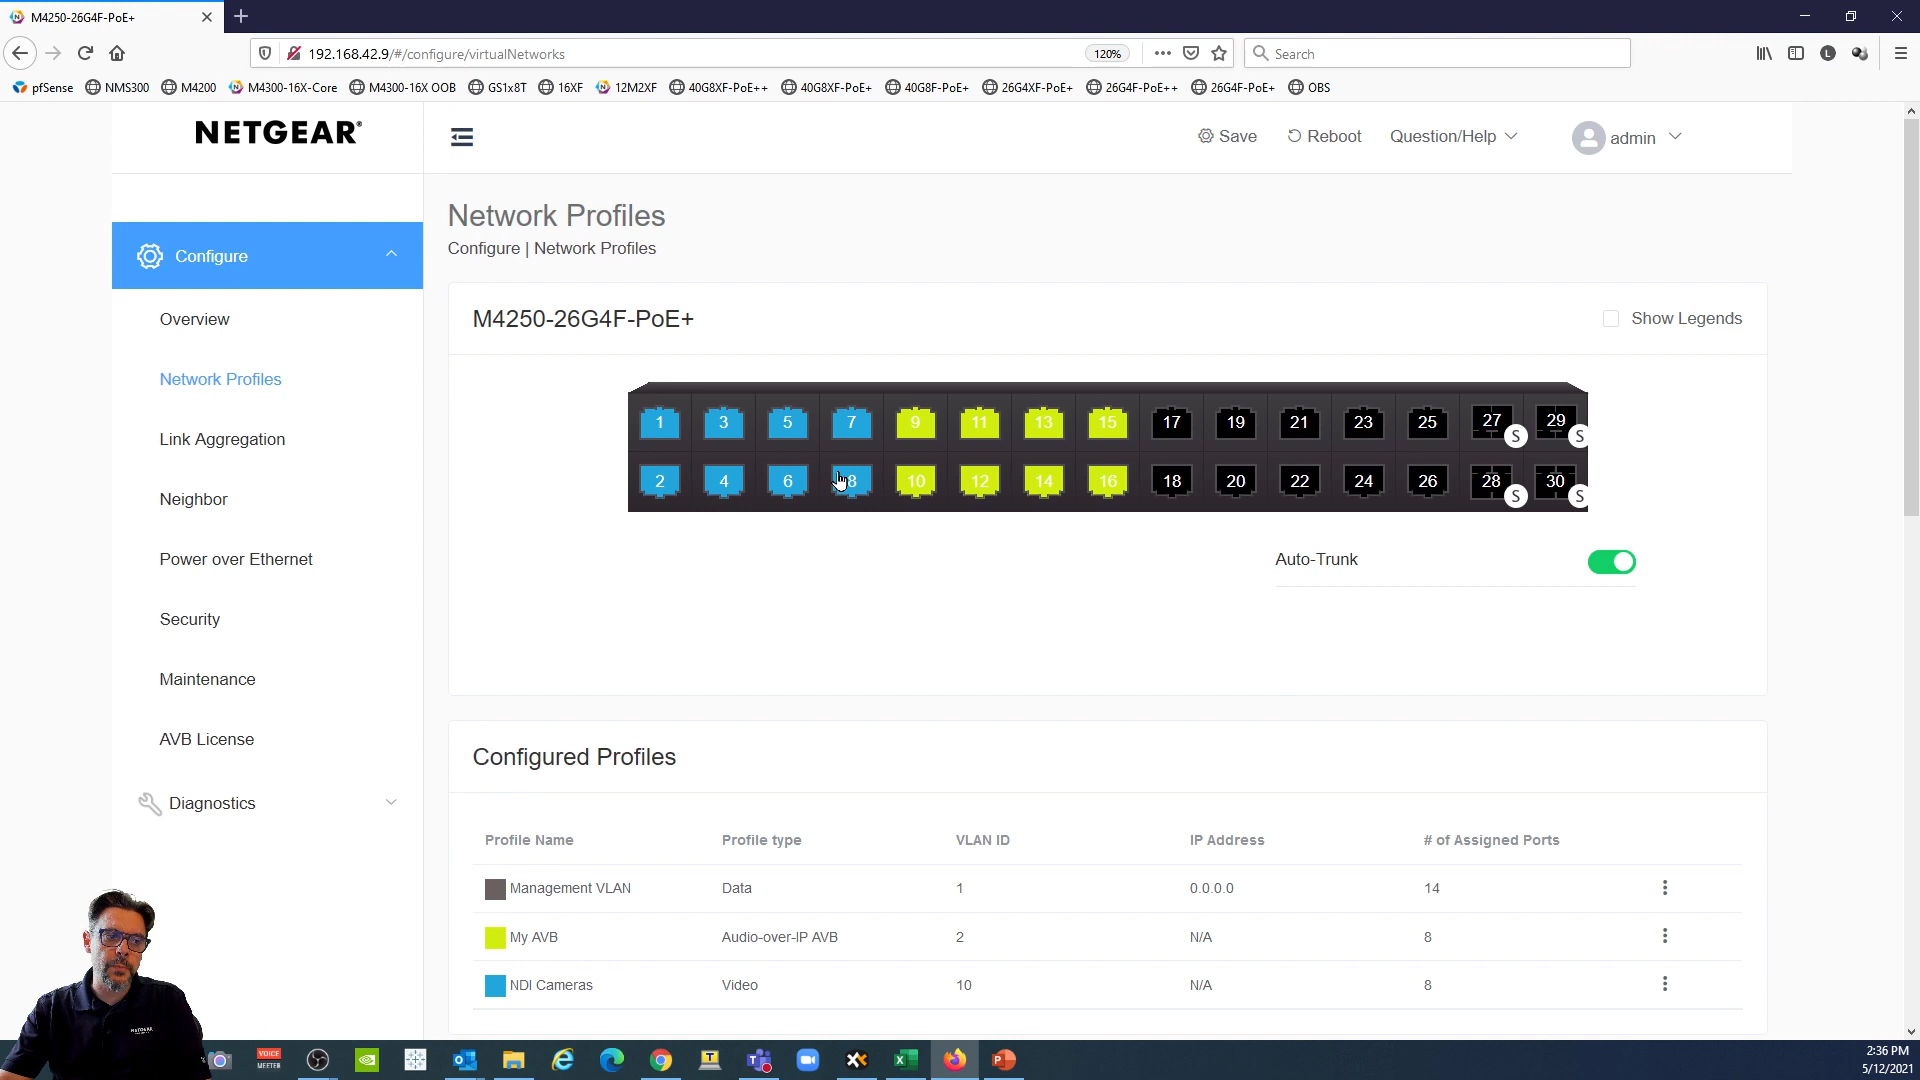 M4250-26G4F-PoE+
192.168.42.9/#/configure/virtualNetworks
120%
Search
pfSense NMS300 M4200 M4300-16X-Core M4300-16X OOB GS1x8T 16XF 12M2XF 40G8XF-PoE++ 40G8XF-PoE+ 40G8F-PoE+ 26G4XF-PoE+ 26G4F-PoE++ 26G4F-PoE+ OBS
NETGEAR®
Save Reboot Question/Help admin
Configure
Overview
Network Profiles
Link Aggregation
Neighbor
Power over Ethernet
Security
Maintenance
AVB License
Diagnostics
Network Profiles
Configure | Network Profiles
M4250-26G4F-PoE+ Show Legends
1 3 5 7 9 11 13 15 17 19 21 23 25 27 S 29 S
2 4 6 8 10 12 14 16 18 20 22 24 26 28 S 30 S
Auto-Trunk
Configured Profiles
Profile Name Profile type VLAN ID IP Address # of Assigned Ports
Management VLAN Data 1 0.0.0.0 14
My AVB Audio-over-IP AVB 2 N/A 8
NDI Cameras Video 10 N/A 8
NETGEAR
VOICE
MEETER
2:36 PM
5/12/2021